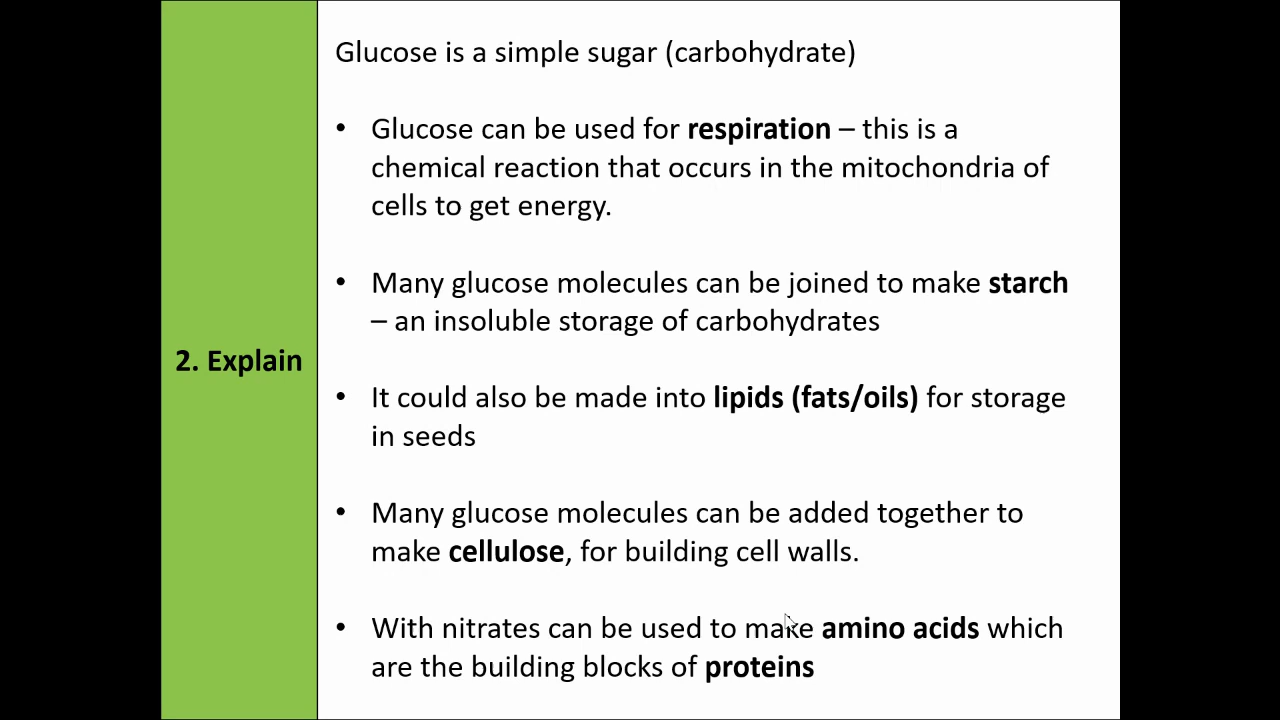 Glucose is a simple sugar (carbohydrate)
• Glucose can be used for respiration – this is a
chemical reaction that occurs in the mitochondria of
cells to get energy.
• Many glucose molecules can be joined to make starch
– an insoluble storage of carbohydrates
2. Explain
• It could also be made into lipids (fats/oils) for storage
in seeds
• Many glucose molecules can be added together to
make cellulose, for building cell walls.
• With nitrates can be used to make amino acids which
are the building blocks of proteins